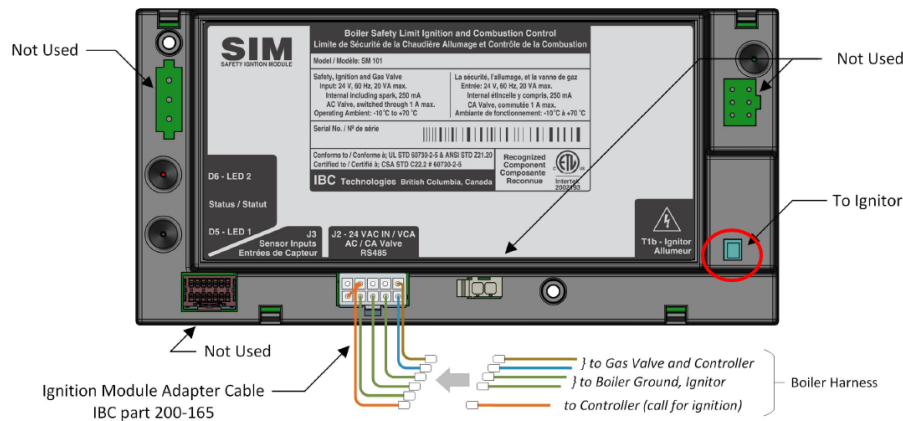 SIM
SAFETY IGNITION MODULE
Boiler Safety Limit Ignition and Combustion Control
Limite de Sécurité de la Chaudière Allumage et Contrôle de la Combustion
Model / Modèle: SM 101
Safety, Ignition and Gas Valve
Input: 24 V, 60 Hz, 20 VA max.
Internal including spark, 250 mA
AC Valve, switched through 1 A max.
Operating Ambient: -10˚C to +70 ˚C
La sécurité, l'allumage, et la vanne de gaz
Entrée: 24 V, 60 Hz, 20 VA max.
Internal étincelle y compris, 250 mA
CA Valve, commutée 1 A max.
Ambiante de fonctionnement: -10˚C à +70 ˚C
Serial No. / Nº de série
Conforms to / Conforme à; UL STD 60730-2-5 & ANSI STD Z21.20
Certified to / Certifié à; CSA STD C22.2 # 60730-2-5
IBC Technologies British Columbia, Canada
Recognized
Component
Composante
Reconnue
ETL
Intertek
2002193
Not Used
Not Used
To Ignitor
D6 - LED 2
Status / Statut
D5 - LED 1
J3
Sensor Inputs
Entrées de Capteur
J2 - 24 VAC IN / VCA
AC / CA Valve
RS485
T1b - Ignitor
Allumeur
Not Used
Ignition Module Adapter Cable
IBC part 200-165
} to Gas Valve and Controller
} to Boiler Ground, Ignitor
to Controller (call for ignition)
Boiler Harness